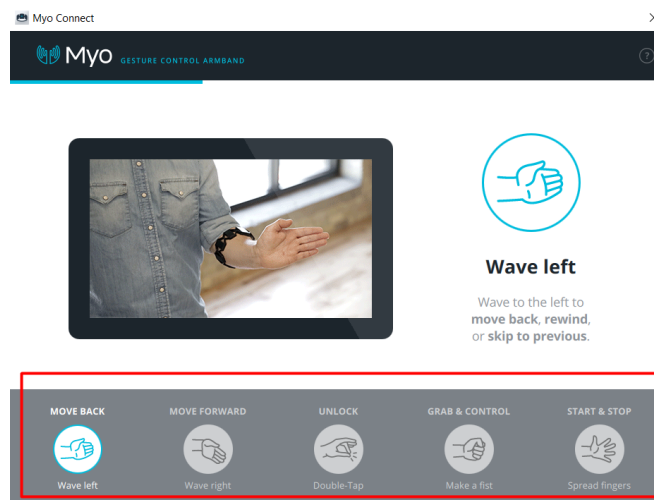 Myo Connect
Myo GESTURE CONTROL ARMBAND
?
Wave left
Wave to the left to
move back, rewind,
or skip to previous.
MOVE BACK MOVE FORWARD UNLOCK GRAB & CONTROL START & STOP
Wave left Wave right Double-Tap Make a fist Spread fingers